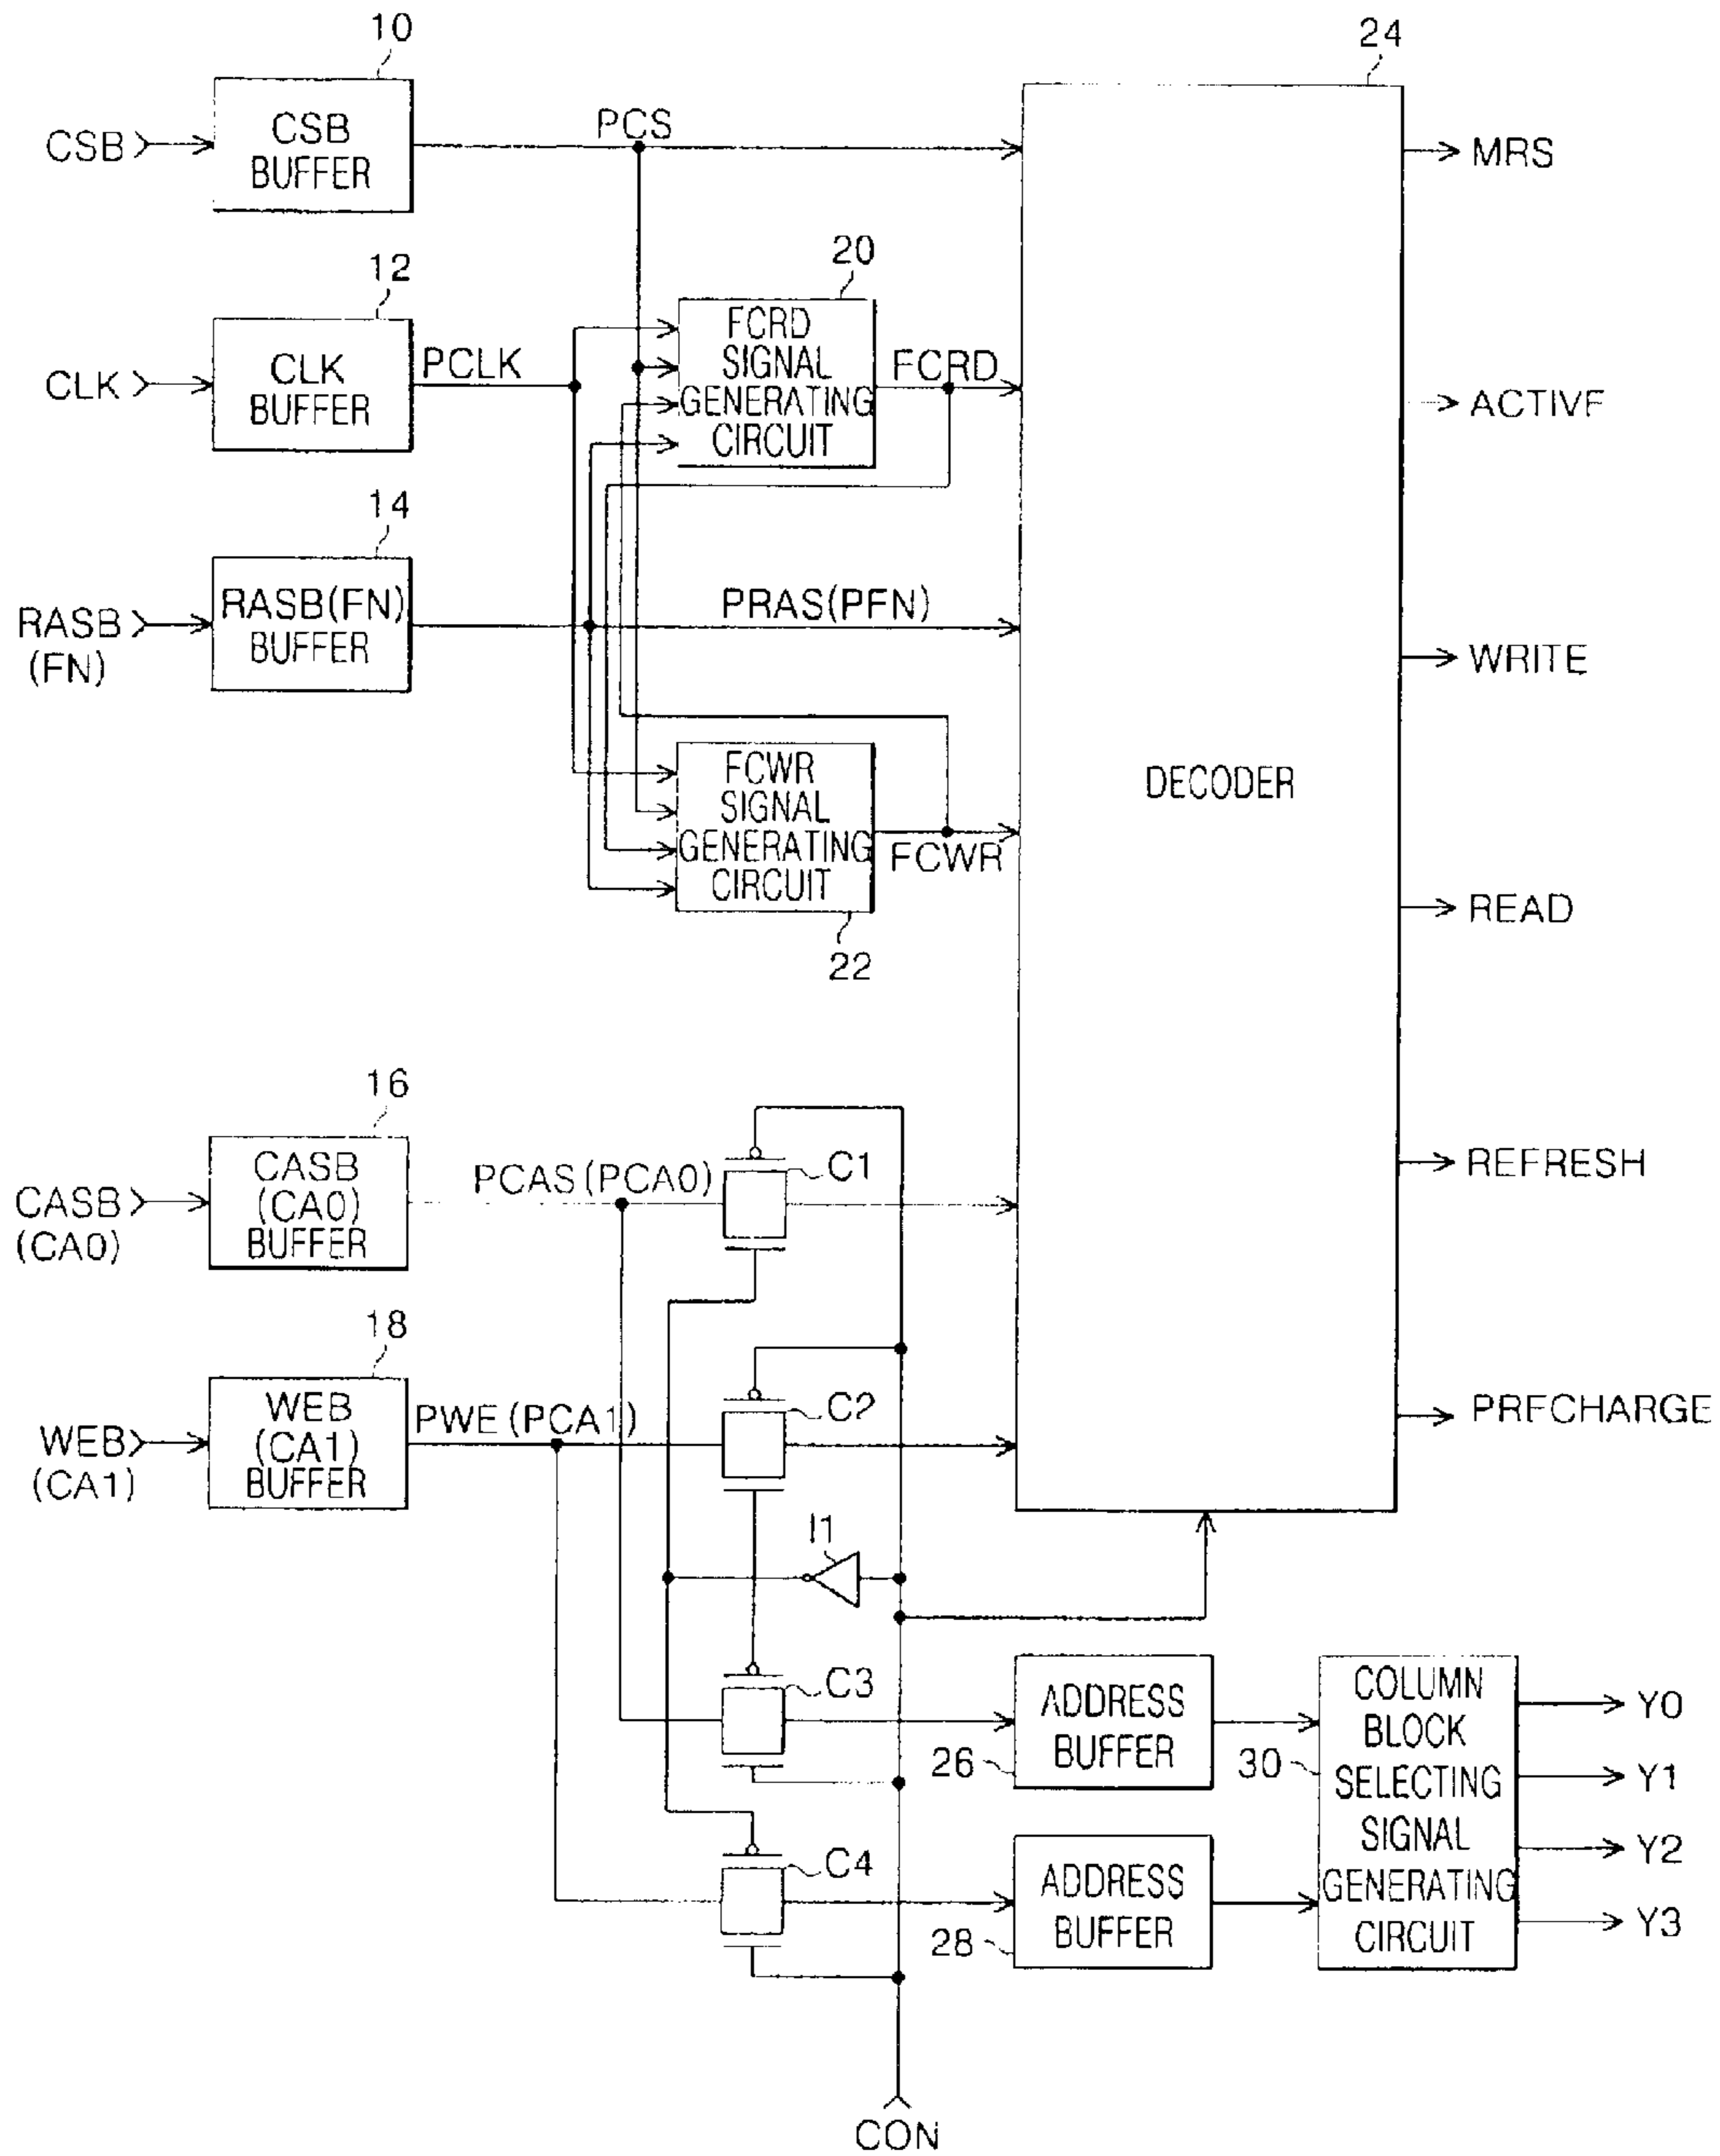 10
24
CSB
CSB
BUFFER
PCS
MRS
12
20
CLK
CLK
BUFFER
PCLK
FCRD
SIGNAL
GENERATING
CIRCUIT
FCRD
ACTIVF
14
RASB
(FN)
RASB(FN)
BUFFER
PRAS(PFN)
WRITE
FCWR
SIGNAL
GENERATING
CIRCUIT
FCWR
22
DECODER
READ
16
CASB
(CA0)
CASB
(CA0)
BUFFER
PCAS(PCA0)
C1
REFRESH
18
WEB
(CA1)
WEB
(CA1)
BUFFER
PWE(PCA1)
C2
PRFCHARGE
I1
C3
ADDRESS
BUFFER
26
30
COLUMN
BLOCK
SELECTING
SIGNAL
GENERATING
CIRCUIT
Y0
Y1
Y2
Y3
C4
ADDRESS
BUFFER
28
CON